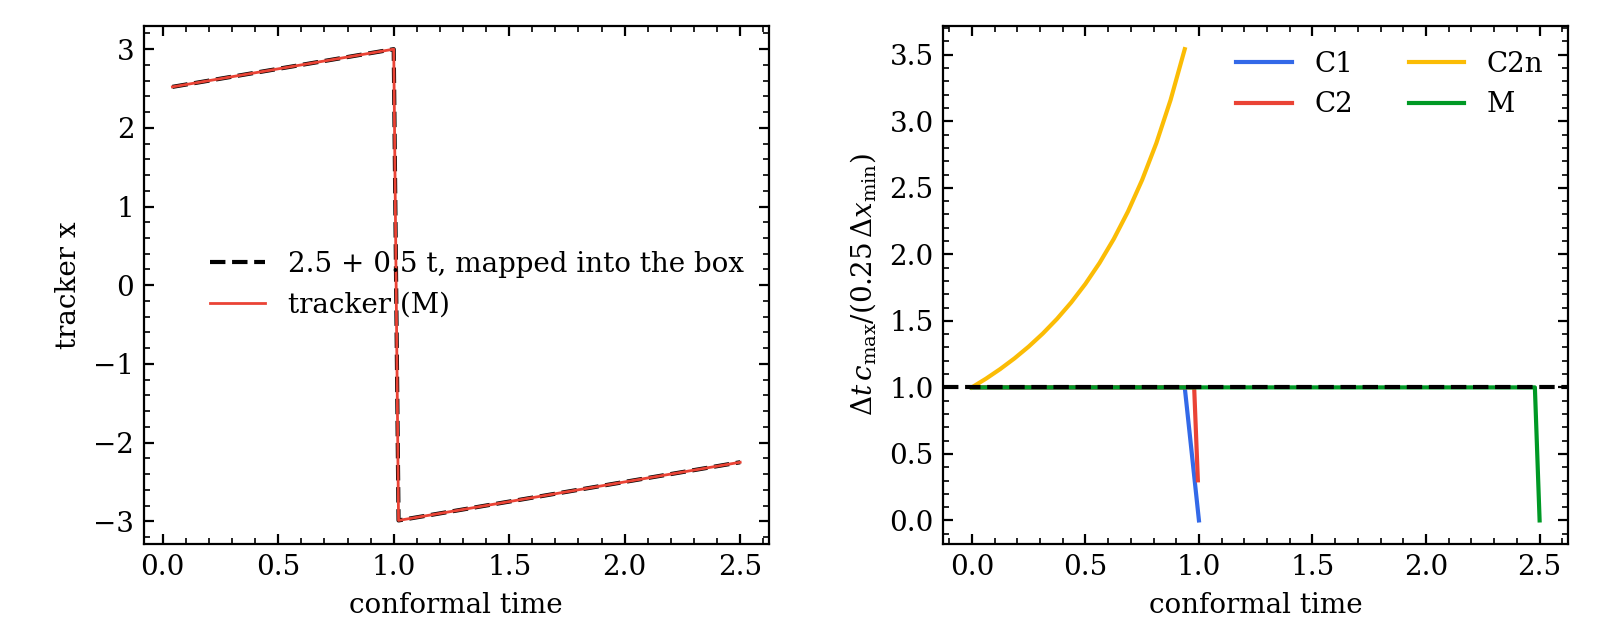 3
2
1
0
−1
−2
−3
tracker x
2.5 + 0.5 t, mapped into the box
tracker (M)
0.0 0.5 1.0 1.5 2.0 2.5
conformal time
3.5
3.0
2.5
2.0
1.5
1.0
0.5
0.0
Δt c_max/(0.25 Δx_min)
C1 C2n
C2 M
0.0 0.5 1.0 1.5 2.0 2.5
conformal time